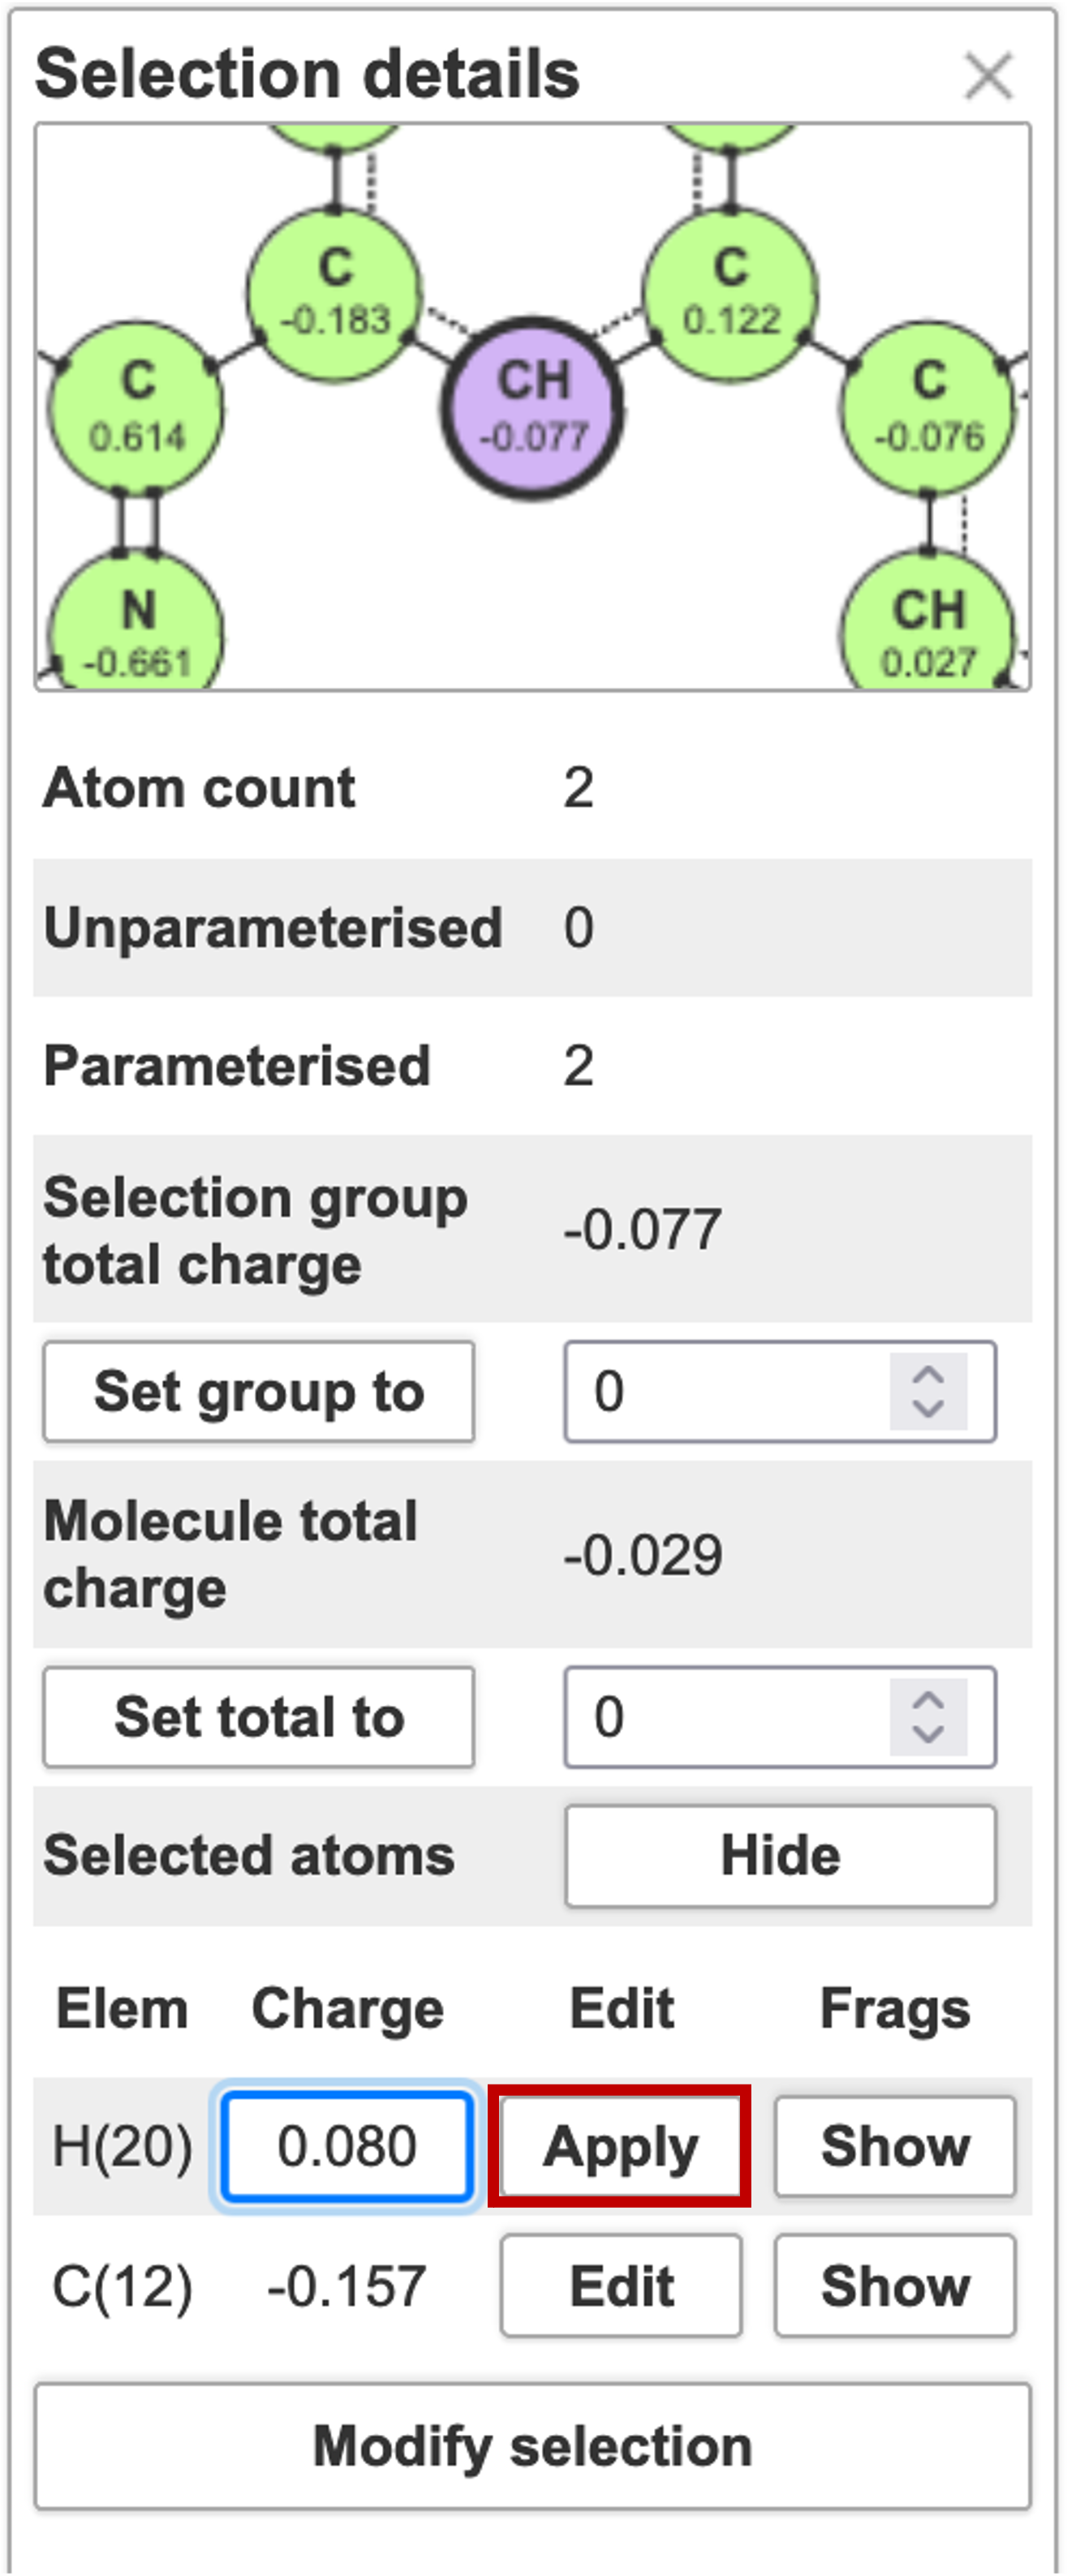 Selection details
C
-0.183
C
0.122
C
0.614
CH
-0.077
C
-0.076
N
-0.661
CH
0.027
Atom count 2
Unparameterised 0
Parameterised 2
Selection group
total charge
-0.077
Set group to 0
Molecule total
charge
-0.029
Set total to 0
Selected atoms Hide
Elem Charge Edit Frags
H(20) 0.080 Apply Show
C(12) -0.157 Edit Show
Modify selection